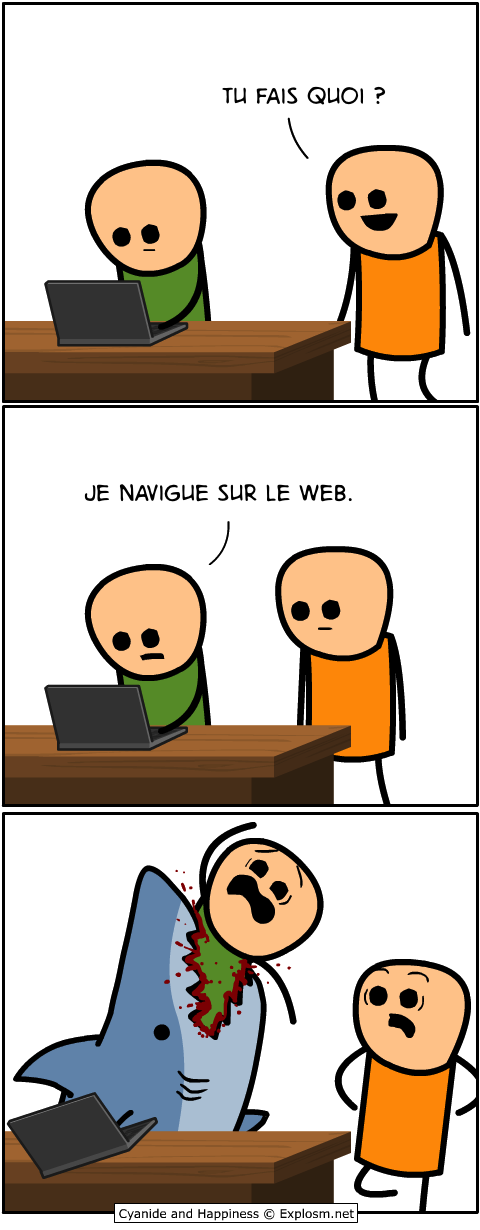 TU FAIS QUOI ?
JE NAVIGUE SUR LE WEB.
Cyanide and Happiness © Explosm.net